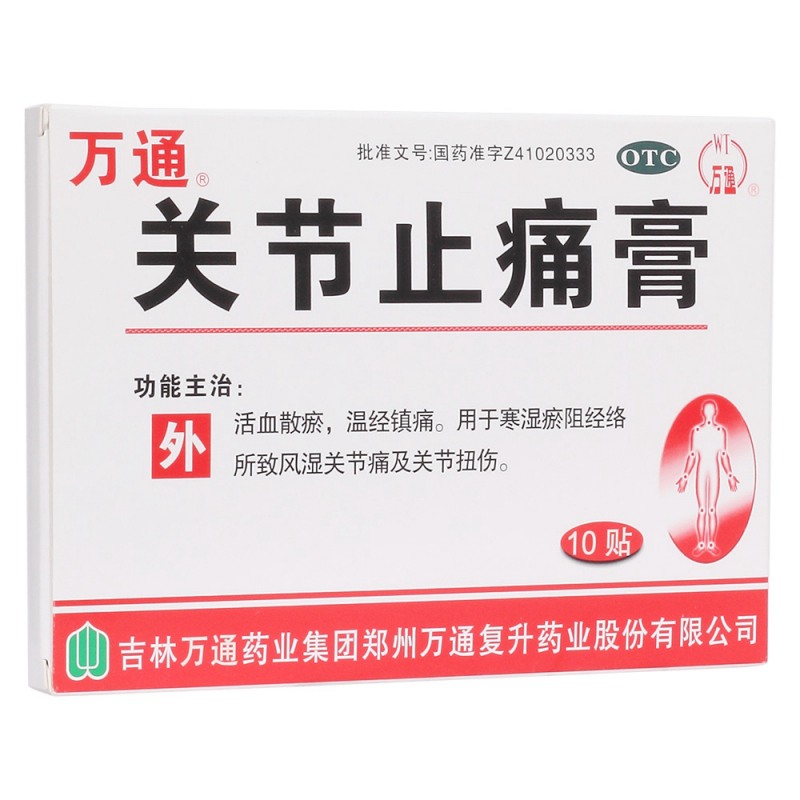 万通®
批准文号:国药准字Z41020333
OTC
WT
万通
®
关节止痛膏
功能主治:
外
活血散瘀，温经镇痛。用于寒湿瘀阻经络
所致风湿关节痛及关节扭伤。
10贴
吉林万通药业集团郑州万通复升药业股份有限公司